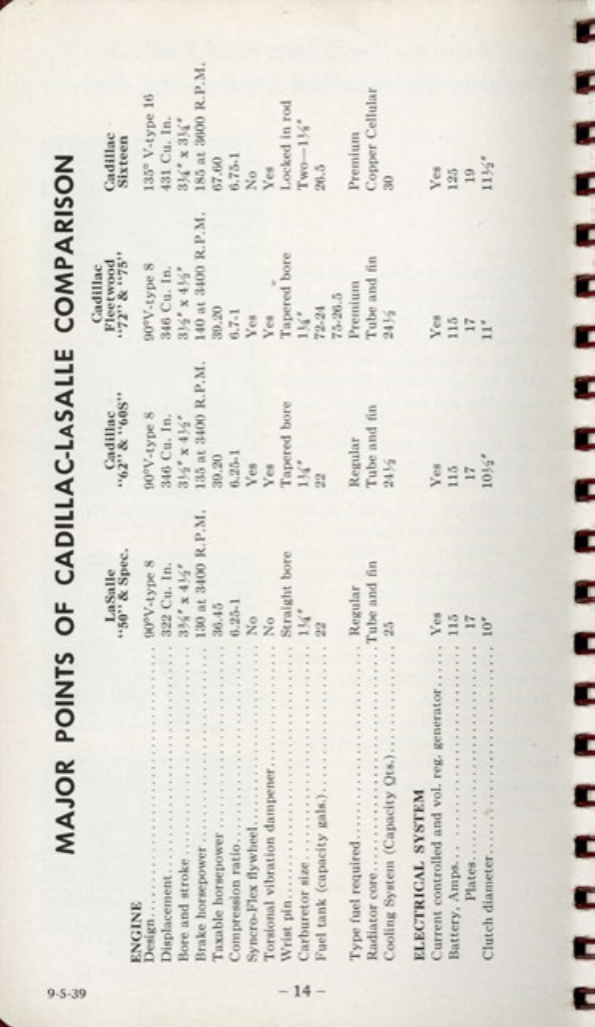 MAJOR POINTS OF CADILLAC-LASALLE COMPARISON
LaSalle "50" & Spec. Cadillac "62" & "60S" Cadillac Fleetwood "72" & "75" Cadillac Sixteen
ENGINE
Design 90°V-type 8 90°V-type 8 90°V-type 8 135° V-type 16
Displacement 322 Cu. In. 346 Cu. In. 346 Cu. In. 431 Cu. In.
Bore and stroke 3⅜" x 4½" 3½" x 4½" 3½" x 4½" 3¼" x 3¼"
Brake horsepower 130 at 3400 R.P.M. 135 at 3400 R.P.M. 140 at 3400 R.P.M. 185 at 3600 R.P.M.
Taxable horsepower 36.45 39.20 39.20 67.60
Compression ratio 6.25-1 6.25-1 6.7-1 6.75-1
Syncro-Flex flywheel No Yes Yes No
Torsional vibration dampener No Yes Yes Yes
Wrist pin Straight bore Tapered bore Tapered bore Locked in rod
Carburetor size 1¼" 1¼" 1¼" Two—1¼"
Fuel tank (capacity gals.) 22 22 72-24 26.5
75-26.5
Type fuel required Regular Regular Premium Premium
Radiator core Tube and fin Tube and fin Tube and fin Copper Cellular
Cooling System (Capacity Qts.) 25 24½ 24½ 30
ELECTRICAL SYSTEM
Current controlled and vol. reg. generator Yes Yes Yes Yes
Battery, Amps. 115 115 115 125
Plates 17 17 17 19
Clutch diameter 10" 10½" 11" 11½"
9-5-39
– 14 –